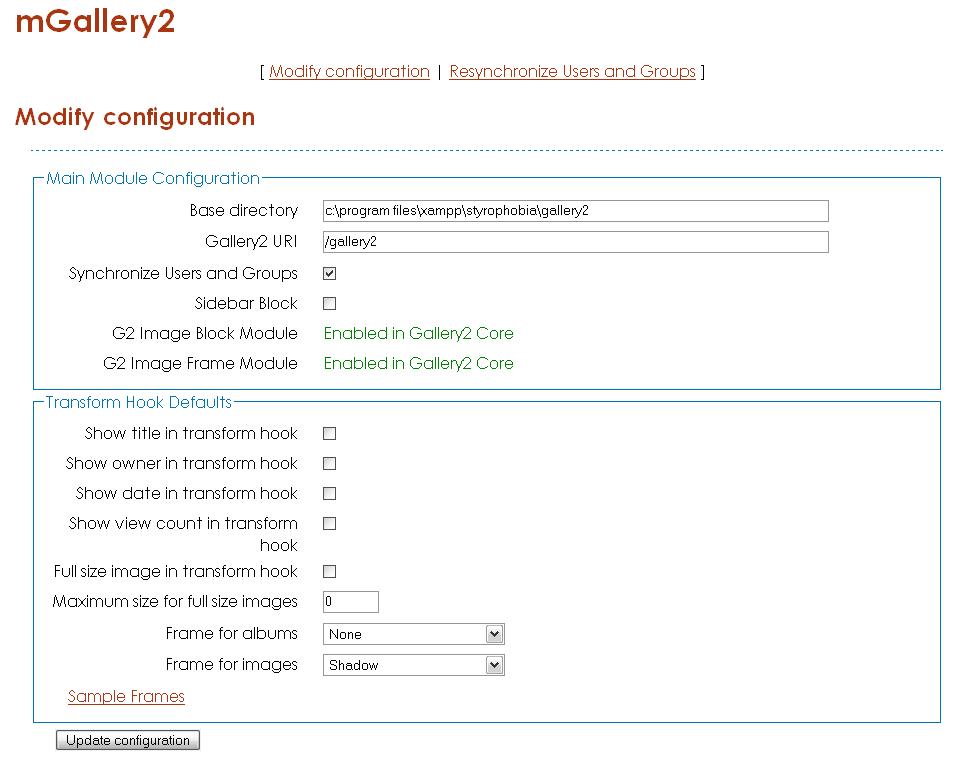 mGallery2
[ Modify configuration | Resynchronize Users and Groups ]
Modify configuration
Main Module Configuration
Base directory c:\program files\xampp\styrophobia\gallery2
Gallery2 URI /gallery2
Synchronize Users and Groups
Sidebar Block
G2 Image Block Module Enabled in Gallery2 Core
G2 Image Frame Module Enabled in Gallery2 Core
Transform Hook Defaults
Show title in transform hook
Show owner in transform hook
Show date in transform hook
Show view count in transform
hook
Full size image in transform hook
Maximum size for full size images 0
Frame for albums None
Frame for images Shadow
Sample Frames
Update configuration